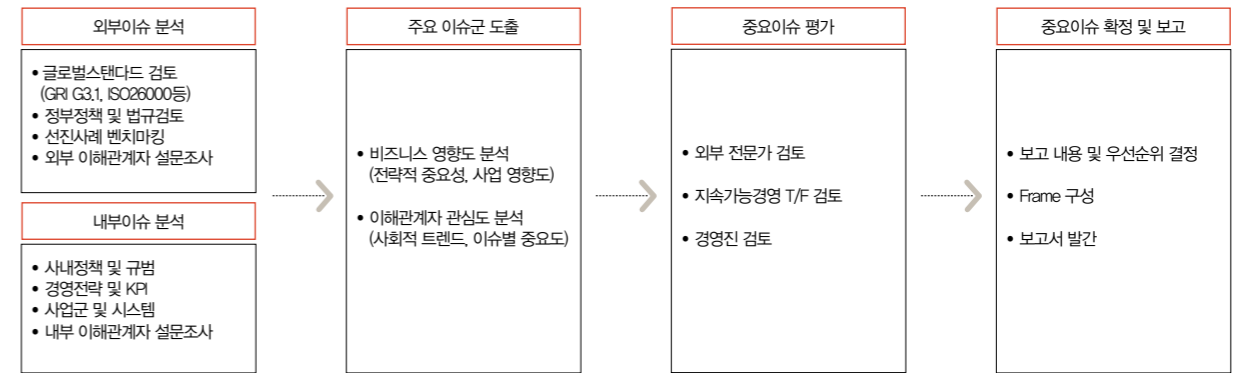 외부이슈 분석
• 글로벌스탠다드 검토
(GRI G3.1, ISO26000등)
• 정부정책 및 법규검토
• 선진사례 벤치마킹
• 외부 이해관계자 설문조사
내부이슈 분석
• 사내정책 및 규범
• 경영전략 및 KPI
• 사업군 및 시스템
• 내부 이해관계자 설문조사
주요 이슈군 도출
• 비즈니스 영향도 분석
(전략적 중요성, 사업 영향도)
• 이해관계자 관심도 분석
(사회적 트렌드, 이슈별 중요도)
중요이슈 평가
• 외부 전문가 검토
• 지속가능경영 T/F 검토
• 경영진 검토
중요이슈 확정 및 보고
• 보고 내용 및 우선순위 결정
• Frame 구성
• 보고서 발간